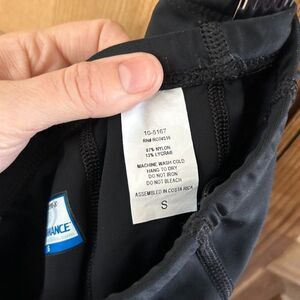 10-5167
87% NYLON
13% LYCRA®
MACHINE WASH COLD
HANG TO DRY
DO NOT IRON
DO NOT BLEACH
ASSEMBLED IN COSTA RICA
S